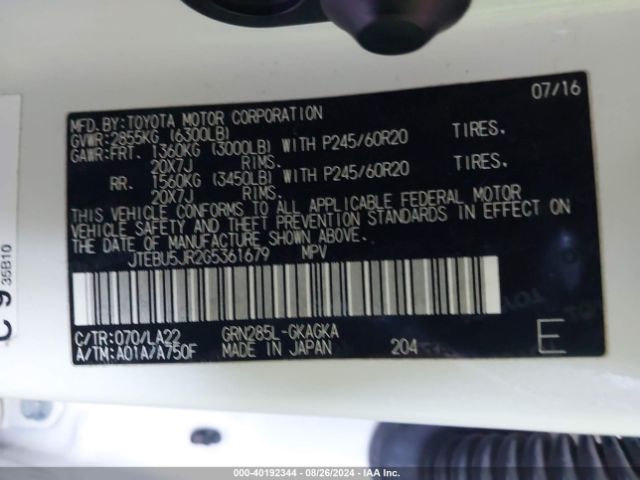 07/16
MFD.BY:TOYOTA MOTOR CORPORATION
GVWR:2855KG (6300LB)
GAWR:FRT. 1360KG (3000LB) WITH P245/60R20 TIRES.
20X7J RIMS.
RR. 1560KG (3450LB) WITH P245/60R20 TIRES.
20X7J RIMS.
THIS VEHICLE CONFORMS TO ALL APPLICABLE FEDERAL MOTOR
VEHICLE SAFETY AND THEFT PREVENTION STANDARDS IN EFFECT ON
THE DATE OF MANUFACTURE SHOWN ABOVE.
JTEBU5JR2G5361679 MPV
C/TR:070/LA22 GRN285L-GKAGKA
A/TM:A01A/A750F MADE IN JAPAN 204 E
C 9 35B10
000-40192344 | 08/26/2024 | IAA Inc.